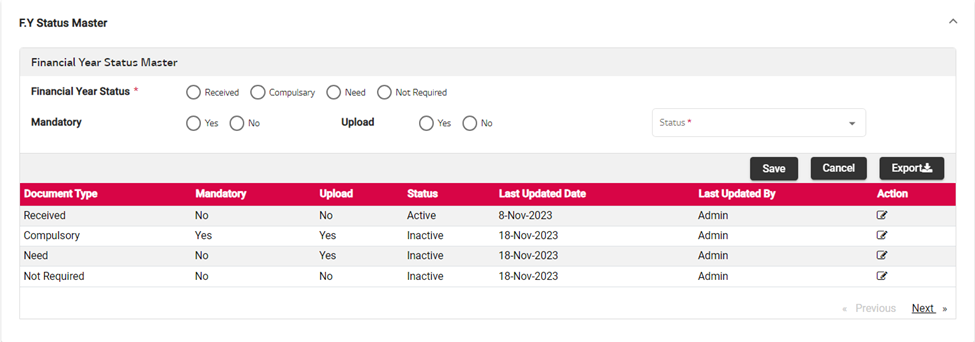 F.Y Status Master
Financial Year Status Master
Financial Year Status * Received Compulsary Need Not Required
Mandatory Yes No Upload Yes No Status *
Save Cancel Export
Document Type Mandatory Upload Status Last Updated Date Last Updated By Action
Received No No Active 8-Nov-2023 Admin
Compulsory Yes Yes Inactive 18-Nov-2023 Admin
Need No Yes Inactive 18-Nov-2023 Admin
Not Required No No Inactive 18-Nov-2023 Admin
« Previous Next »